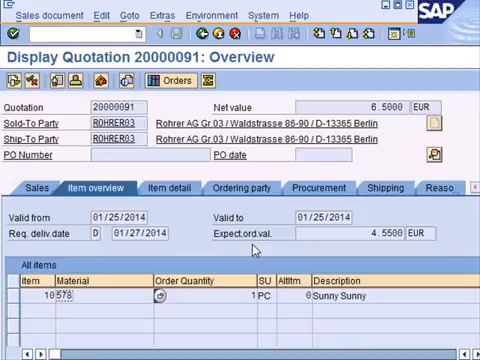 Sales document Edit Goto Extras Environment System Help
SAP
Display Quotation 20000091: Overview
Orders
Quotation 20000091 Net value 6.5000 EUR
Sold-To Party ROHRER03 Rohrer AG Gr.03 / Waldstrasse 86-90 / D-13365 Berlin
Ship-To Party ROHRER03 Rohrer AG Gr.03 / Waldstrasse 86-90 / D-13365 Berlin
PO Number PO date
Sales Item overview Item detail Ordering party Procurement Shipping Reaso...
Valid from 01/25/2014 Valid to 01/25/2014
Req. deliv.date D 01/27/2014 Expect.ord.val. 4.5500 EUR
All items
Item Material Order Quantity SU AltItm Description
10 578 1 PC 0 Sunny Sunny